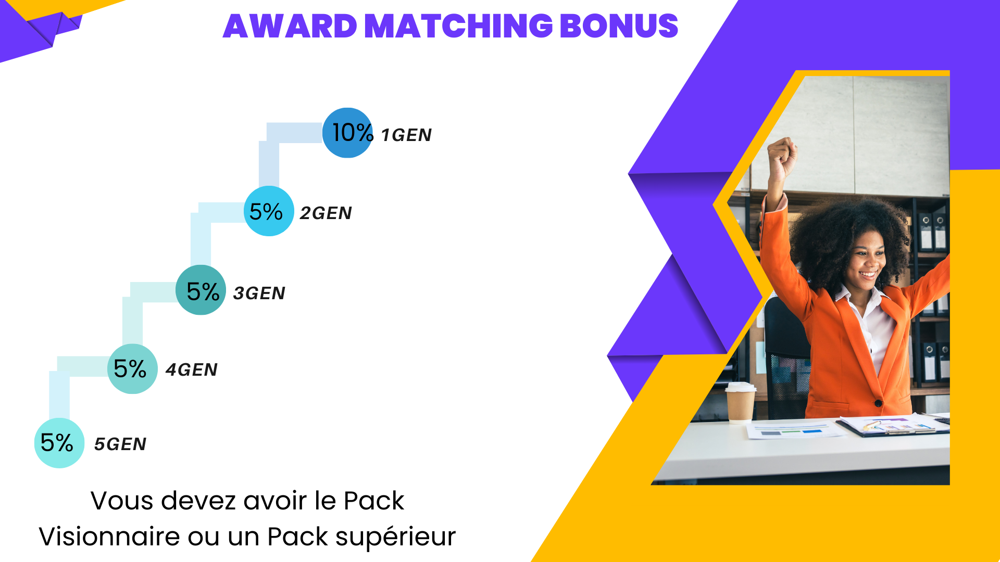 AWARD MATCHING BONUS
10% 1GEN
5% 2GEN
5% 3GEN
5% 4GEN
5% 5GEN
Vous devez avoir le Pack
Visionnaire ou un Pack supérieur